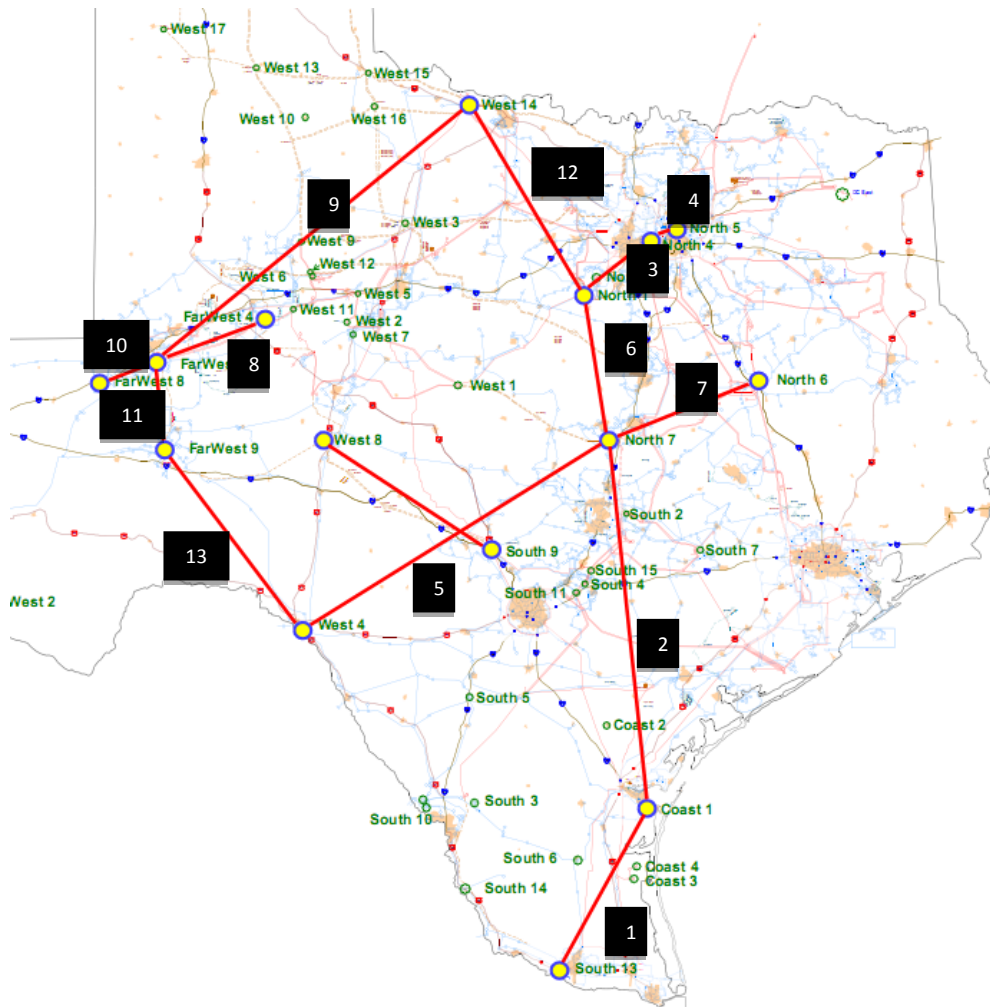 West 17
West 13
West 15
West 14
West 10
West 16
12
9
4
West 3
North 5
West 9
North 4
3
West 12
West 6
West 5
West 11
FarWest 4
West 2
West 7
6
10
8
7
FarWest 8
West 1
North 6
11
FarWest 9
West 8
North 7
South 2
13
South 9
South 7
5
South 15
South 4
South 11
West 2
West 4
2
South 5
Coast 2
South 3
South 10
Coast 1
South 6
Coast 4
Coast 3
South 14
1
South 13